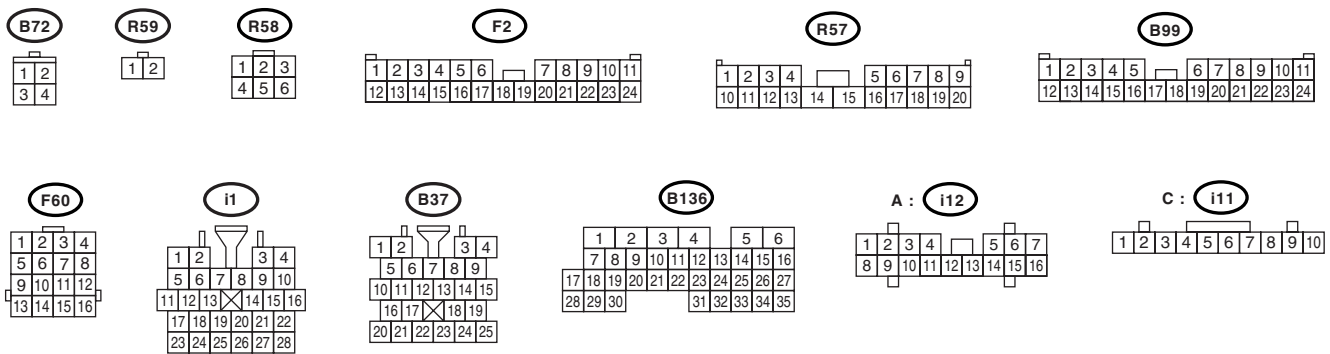 B72 R59 R58 F2 R57 B99
1 2
3 4
1 2
1 2 3
4 5 6
1 2 3 4 5 6 7 8 9 10 11
12 13 14 15 16 17 18 19 20 21 22 23 24
1 2 3 4 5 6 7 8 9
10 11 12 13 14 15 16 17 18 19 20
1 2 3 4 5 6 7 8 9 10 11
12 13 14 15 16 17 18 19 20 21 22 23 24
F60 i1 B37 B136 A : i12 C : i11
1 2 3 4
5 6 7 8
9 10 11 12
13 14 15 16
1 2 3 4
5 6 7 8 9 10
11 12 13 14 15 16
17 18 19 20 21 22
23 24 25 26 27 28
1 2 3 4
5 6 7 8 9
10 11 12 13 14 15
16 17 18 19
20 21 22 23 24 25
1 2 3 4 5 6
7 8 9 10 11 12 13 14 15 16
17 18 19 20 21 22 23 24 25 26 27
28 29 30 31 32 33 34 35
1 2 3 4 5 6 7
8 9 10 11 12 13 14 15 16
1 2 3 4 5 6 7 8 9 10